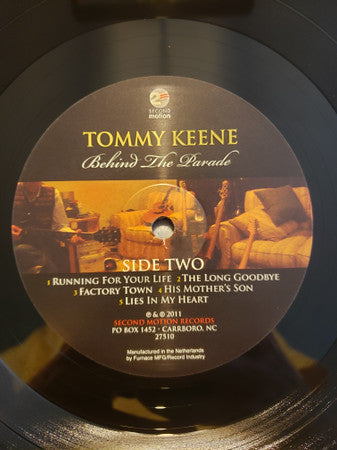 SECOND
motion
TOMMY KEENE
Behind The Parade
SIDE TWO
1 RUNNING FOR YOUR LIFE 2 THE LONG GOODBYE
3 FACTORY TOWN 4 HIS MOTHER'S SON
5 LIES IN MY HEART
℗ & © 2011
SECOND MOTION RECORDS
PO BOX 1452 · CARRBORO, NC
27510
Manufactured in the Netherlands
by Furnace MFG/Record Industry